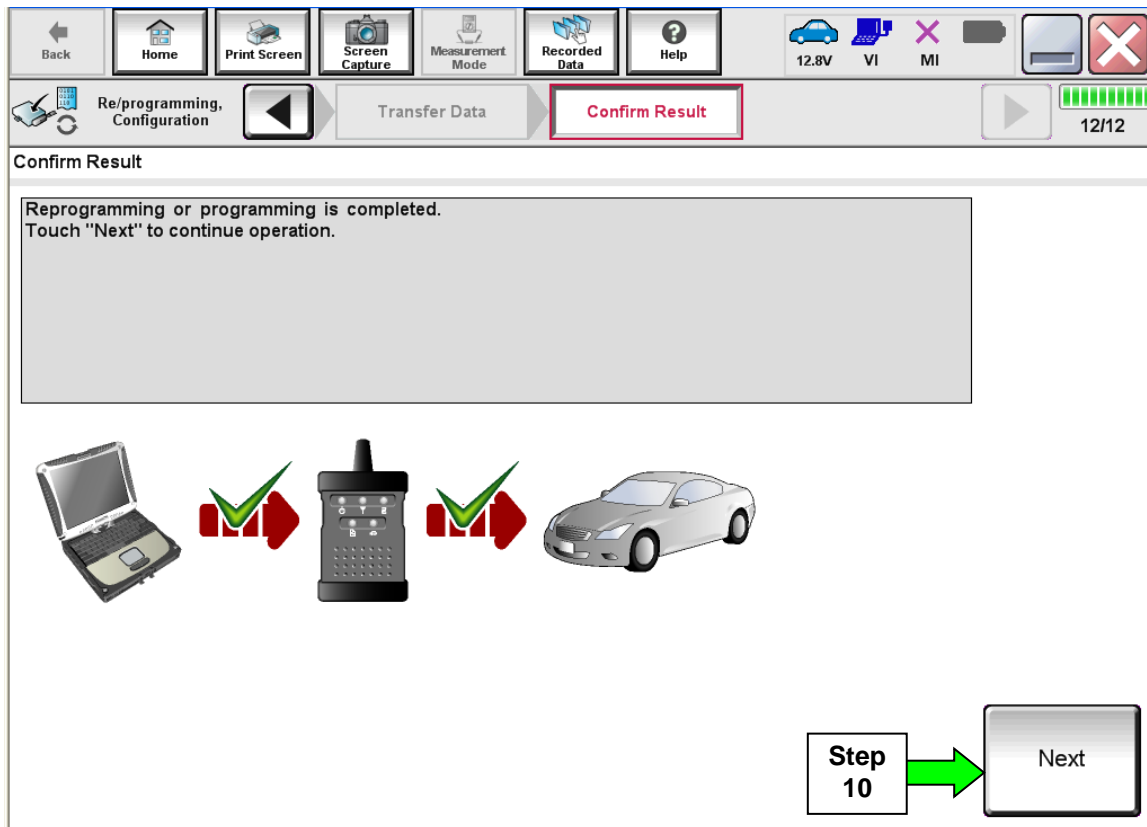 Back
Home
Print Screen
Screen
Capture
Measurement
Mode
Recorded
Data
Help
12.8V
VI
MI
Re/programming,
Configuration
Transfer Data
Confirm Result
12/12
Confirm Result
Reprogramming or programming is completed.
Touch "Next" to continue operation.
Step
10
Next